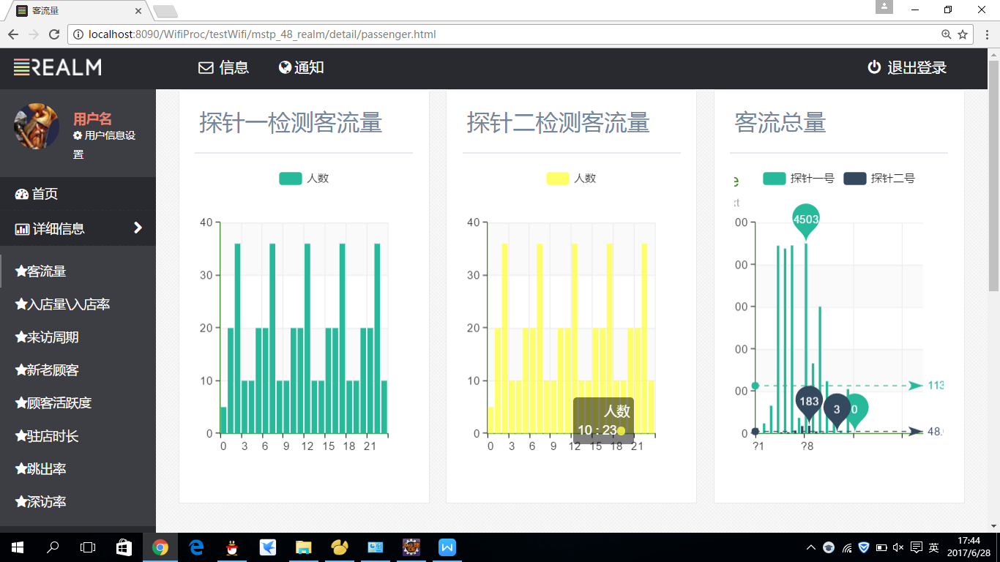 客流量
localhost:8090/WifiProc/testWifi/mstp_48_realm/detail/passenger.html
REALM
信息
通知
退出登录
用户名
用户信息设
置
首页
详细信息
客流量
入店量\入店率
来访周期
新老顾客
顾客活跃度
驻店时长
跳出率
深访率
探针一检测客流量
人数
40
30
20
10
0
0 3 6 9 12 15 18 21
探针二检测客流量
人数
40
30
20
10
0
0 3 6 9 12 15 18 21
人数
10 : 23
客流总量
e
探针一号 探针二号
xt
00
4503
00
00
00
00
113
183
3
0
0
48.
?1 ?8
英
17:44
2017/6/28